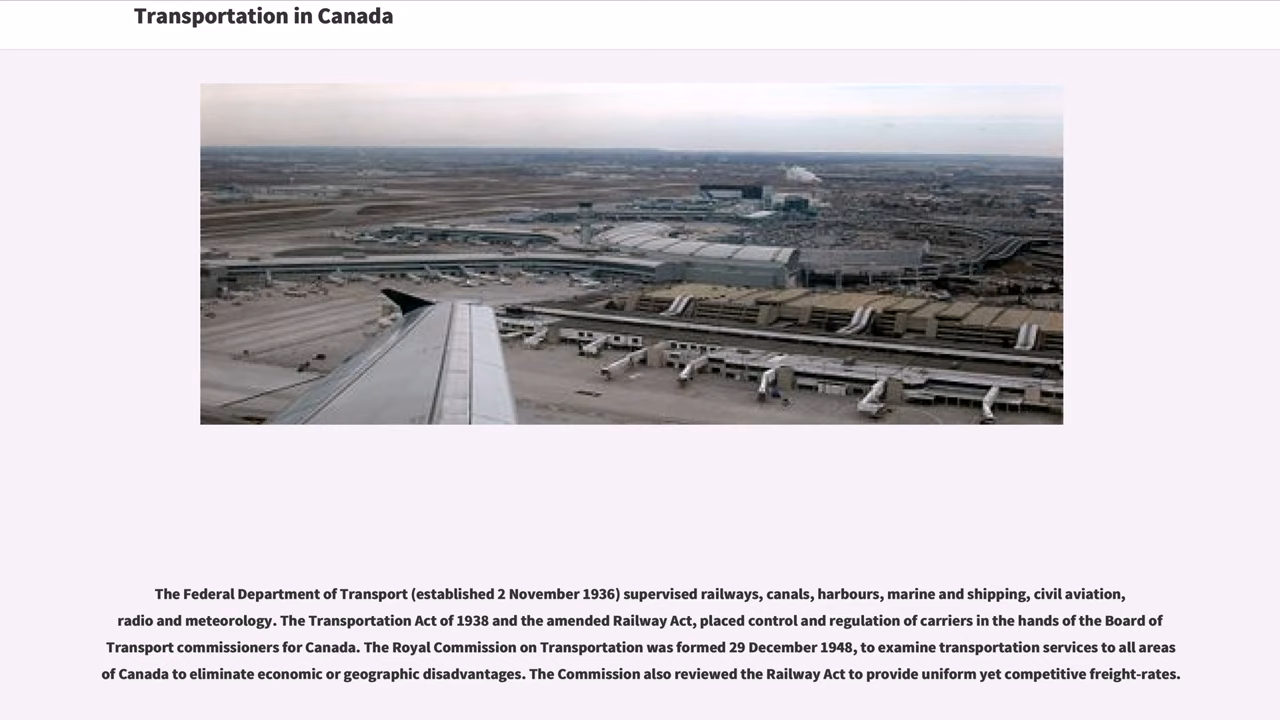 Transportation in Canada
The Federal Department of Transport (established 2 November 1936) supervised railways, canals, harbours, marine and shipping, civil aviation,
radio and meteorology. The Transportation Act of 1938 and the amended Railway Act, placed control and regulation of carriers in the hands of the Board of
Transport commissioners for Canada. The Royal Commission on Transportation was formed 29 December 1948, to examine transportation services to all areas
of Canada to eliminate economic or geographic disadvantages. The Commission also reviewed the Railway Act to provide uniform yet competitive freight-rates.